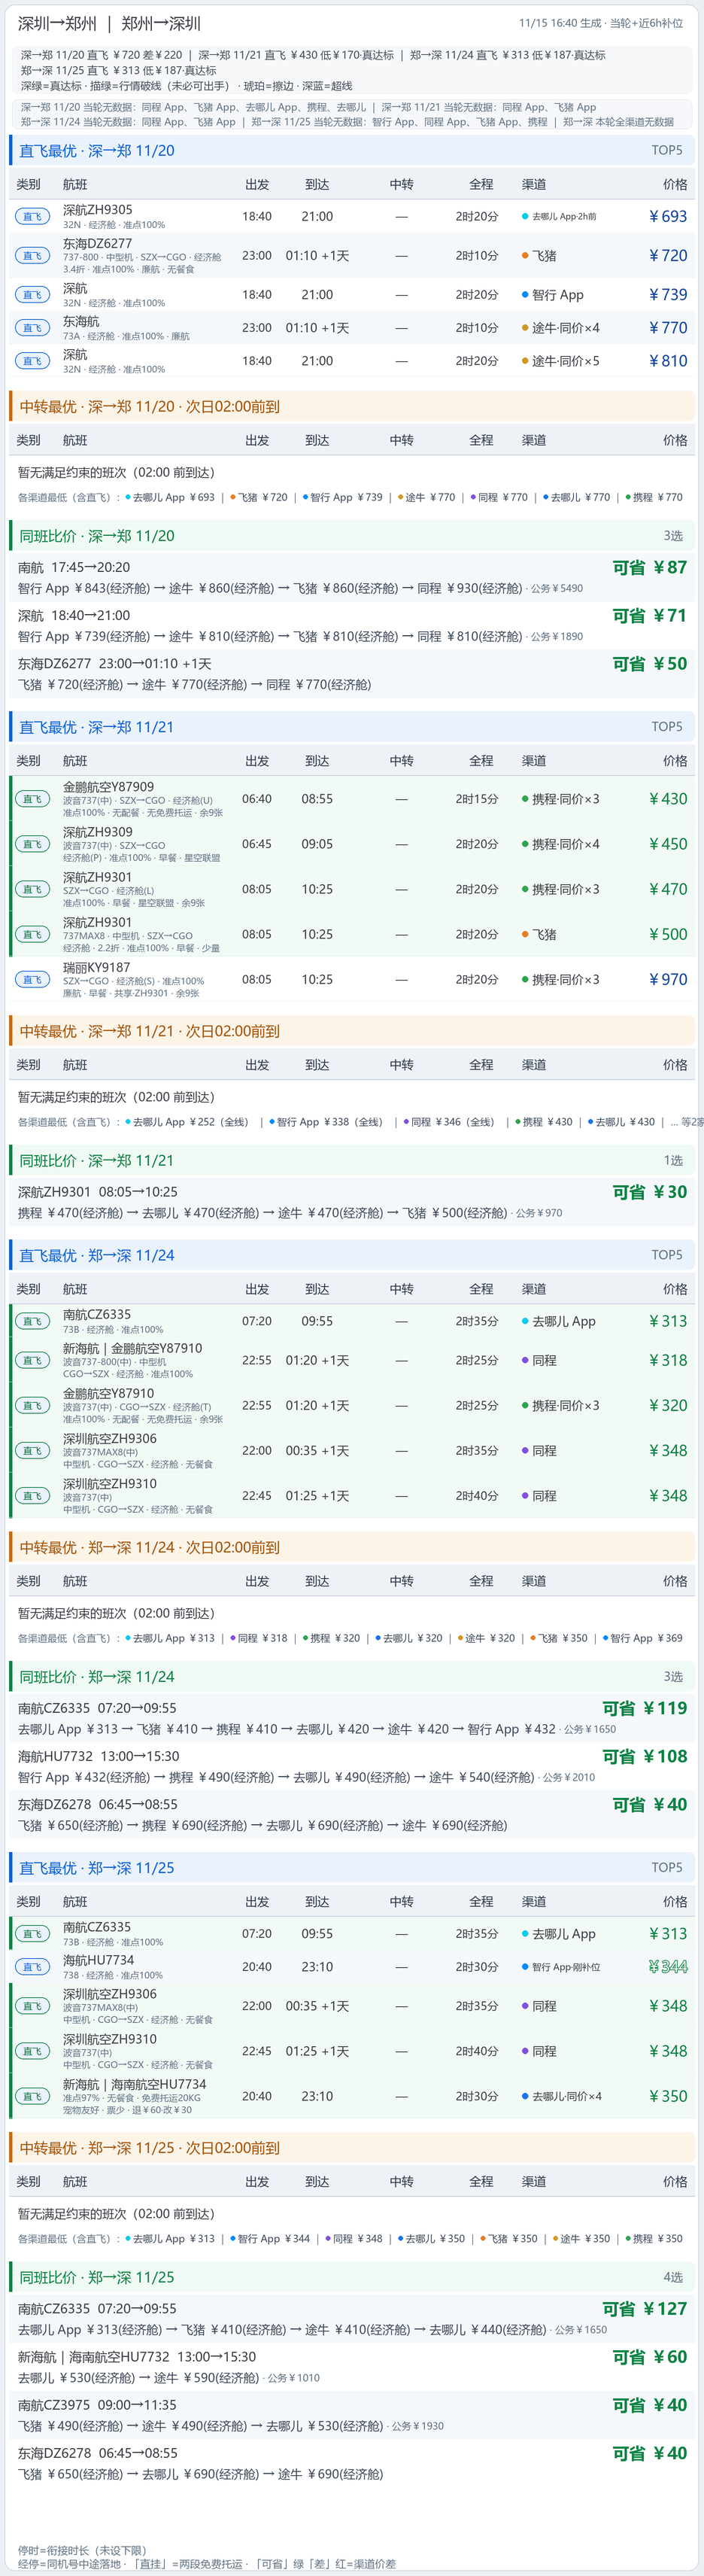 深圳→郑州 | 郑州→深圳
11/15 16:40 生成 · 当轮+近6h补位
深→郑 11/20 直飞 ¥720 差¥220 | 深→郑 11/21 直飞 ¥430 低¥170·真达标 | 郑→深 11/24 直飞 ¥313 低¥187·真达标
郑→深 11/25 直飞 ¥313 低¥187·真达标
深绿=真达标 · 描绿=行情破线（未必可出手） · 琥珀=擦边 · 深蓝=超线
深→郑 11/20 当轮无数据：同程 App、飞猪 App、去哪儿 App、携程、去哪儿 | 深→郑 11/21 当轮无数据：同程 App、飞猪 App
郑→深 11/24 当轮无数据：同程 App、飞猪 App | 郑→深 11/25 当轮无数据：智行 App、同程 App、飞猪 App、携程 | 郑→深 本轮全渠道无数据
直飞最优 · 深→郑 11/20 TOP5
类别 航班 出发 到达 中转 全程 渠道 价格
直飞 深航ZH9305 18:40 21:00 — 2时20分 去哪儿 App·2h前 ¥693
32N · 经济舱 · 准点100%
直飞 东海DZ6277 23:00 01:10 +1天 — 2时10分 飞猪 ¥720
737-800 · 中型机 · SZX→CGO · 经济舱
3.4折 · 准点100% · 廉航 · 无餐食
直飞 深航 18:40 21:00 — 2时20分 智行 App ¥739
32N · 经济舱 · 准点100%
直飞 东海航 23:00 01:10 +1天 — 2时10分 途牛·同价×4 ¥770
73A · 经济舱 · 准点100% · 廉航
直飞 深航 18:40 21:00 — 2时20分 途牛·同价×5 ¥810
32N · 经济舱 · 准点100%
中转最优 · 深→郑 11/20 · 次日02:00前到
类别 航班 出发 到达 中转 全程 渠道 价格
暂无满足约束的班次（02:00 前到达）
各渠道最低（含直飞）: 去哪儿 App ¥693 | 飞猪 ¥720 | 智行 App ¥739 | 途牛 ¥770 | 同程 ¥770 | 去哪儿 ¥770 | 携程 ¥770
同班比价 · 深→郑 11/20 3选
南航 17:45→20:20 可省 ¥87
智行 App ¥843(经济舱) → 途牛 ¥860(经济舱) → 飞猪 ¥860(经济舱) → 同程 ¥930(经济舱) · 公务¥5490
深航 18:40→21:00 可省 ¥71
智行 App ¥739(经济舱) → 途牛 ¥810(经济舱) → 飞猪 ¥810(经济舱) → 同程 ¥810(经济舱) · 公务¥1890
东海DZ6277 23:00→01:10 +1天 可省 ¥50
飞猪 ¥720(经济舱) → 途牛 ¥770(经济舱) → 同程 ¥770(经济舱)
直飞最优 · 深→郑 11/21 TOP5
类别 航班 出发 到达 中转 全程 渠道 价格
直飞 金鹏航空Y87909 06:40 08:55 — 2时15分 携程·同价×3 ¥430
波音737(中) · SZX→CGO · 经济舱(U)
准点100% · 无配餐 · 无免费托运 · 余9张
直飞 深航ZH9309 06:45 09:05 — 2时20分 携程·同价×4 ¥450
波音737(中) · SZX→CGO
经济舱(P) · 准点100% · 早餐 · 星空联盟
直飞 深航ZH9301 08:05 10:25 — 2时20分 携程·同价×3 ¥470
SZX→CGO · 经济舱(L)
准点100% · 早餐 · 星空联盟 · 余9张
直飞 深航ZH9301 08:05 10:25 — 2时20分 飞猪 ¥500
737MAX8 · 中型机 · SZX→CGO
经济舱 · 2.2折 · 准点100% · 早餐 · 少量
直飞 瑞丽KY9187 08:05 10:25 — 2时20分 携程·同价×3 ¥970
SZX→CGO · 经济舱(S) · 准点100%
廉航 · 早餐 · 共享·ZH9301 · 余9张
中转最优 · 深→郑 11/21 · 次日02:00前到
类别 航班 出发 到达 中转 全程 渠道 价格
暂无满足约束的班次（02:00 前到达）
各渠道最低（含直飞）: 去哪儿 App ¥252（全线） | 智行 App ¥338（全线） | 同程 ¥346（全线） | 携程 ¥430 | 去哪儿 ¥430 | ... 等2家
同班比价 · 深→郑 11/21 1选
深航ZH9301 08:05→10:25 可省 ¥30
携程 ¥470(经济舱) → 去哪儿 ¥470(经济舱) → 途牛 ¥470(经济舱) → 飞猪 ¥500(经济舱) · 公务¥970
直飞最优 · 郑→深 11/24 TOP5
类别 航班 出发 到达 中转 全程 渠道 价格
直飞 南航CZ6335 07:20 09:55 — 2时35分 去哪儿 App ¥313
73B · 经济舱 · 准点100%
直飞 新海航 | 金鹏航空Y87910 22:55 01:20 +1天 — 2时25分 同程 ¥318
波音737-800(中) · 中型机
CGO→SZX · 经济舱 · 准点100%
直飞 金鹏航空Y87910 22:55 01:20 +1天 — 2时25分 携程·同价×3 ¥320
波音737(中) · CGO→SZX · 经济舱(T)
准点100% · 无配餐 · 无免费托运 · 余9张
直飞 深圳航空ZH9306 22:00 00:35 +1天 — 2时35分 同程 ¥348
波音737MAX8(中)
中型机 · CGO→SZX · 经济舱 · 无餐食
直飞 深圳航空ZH9310 22:45 01:25 +1天 — 2时40分 同程 ¥348
波音737(中)
中型机 · CGO→SZX · 经济舱 · 无餐食
中转最优 · 郑→深 11/24 · 次日02:00前到
类别 航班 出发 到达 中转 全程 渠道 价格
暂无满足约束的班次（02:00 前到达）
各渠道最低（含直飞）: 去哪儿 App ¥313 | 同程 ¥318 | 携程 ¥320 | 去哪儿 ¥320 | 途牛 ¥320 | 飞猪 ¥350 | 智行 App ¥369
同班比价 · 郑→深 11/24 3选
南航CZ6335 07:20→09:55 可省 ¥119
去哪儿 App ¥313 → 飞猪 ¥410 → 携程 ¥410 → 去哪儿 ¥420 → 途牛 ¥420 → 智行 App ¥432 · 公务¥1650
海航HU7732 13:00→15:30 可省 ¥108
智行 App ¥432(经济舱) → 携程 ¥490(经济舱) → 去哪儿 ¥490(经济舱) → 途牛 ¥540(经济舱) · 公务¥2010
东海DZ6278 06:45→08:55 可省 ¥40
飞猪 ¥650(经济舱) → 携程 ¥690(经济舱) → 去哪儿 ¥690(经济舱) → 途牛 ¥690(经济舱)
直飞最优 · 郑→深 11/25 TOP5
类别 航班 出发 到达 中转 全程 渠道 价格
直飞 南航CZ6335 07:20 09:55 — 2时35分 去哪儿 App ¥313
73B · 经济舱 · 准点100%
直飞 海航HU7734 20:40 23:10 — 2时30分 智行 App·刚补位 ¥344
738 · 经济舱 · 准点100%
直飞 深圳航空ZH9306 22:00 00:35 +1天 — 2时35分 同程 ¥348
波音737MAX8(中)
中型机 · CGO→SZX · 经济舱 · 无餐食
直飞 深圳航空ZH9310 22:45 01:25 +1天 — 2时40分 同程 ¥348
波音737(中)
中型机 · CGO→SZX · 经济舱 · 无餐食
直飞 新海航 | 海南航空HU7734 20:40 23:10 — 2时30分 去哪儿·同价×4 ¥350
准点97% · 无餐食 · 免费托运20KG
宠物友好 · 票少 · 退¥60·改¥30
中转最优 · 郑→深 11/25 · 次日02:00前到
类别 航班 出发 到达 中转 全程 渠道 价格
暂无满足约束的班次（02:00 前到达）
各渠道最低（含直飞）: 去哪儿 App ¥313 | 智行 App ¥344 | 同程 ¥348 | 去哪儿 ¥350 | 飞猪 ¥350 | 途牛 ¥350 | 携程 ¥350
同班比价 · 郑→深 11/25 4选
南航CZ6335 07:20→09:55 可省 ¥127
去哪儿 App ¥313(经济舱) → 飞猪 ¥410(经济舱) → 途牛 ¥410(经济舱) → 去哪儿 ¥440(经济舱) · 公务¥1650
新海航 | 海南航空HU7732 13:00→15:30 可省 ¥60
去哪儿 ¥530(经济舱) → 途牛 ¥590(经济舱) · 公务¥1010
南航CZ3975 09:00→11:35 可省 ¥40
飞猪 ¥490(经济舱) → 途牛 ¥490(经济舱) → 去哪儿 ¥530(经济舱) · 公务¥1930
东海DZ6278 06:45→08:55 可省 ¥40
飞猪 ¥650(经济舱) → 去哪儿 ¥690(经济舱) → 途牛 ¥690(经济舱)
停时=衔接时长（未设下限）
经停=同机号中途落地 · 「直挂」=两段免费托运 · 「可省」绿「差」红=渠道价差